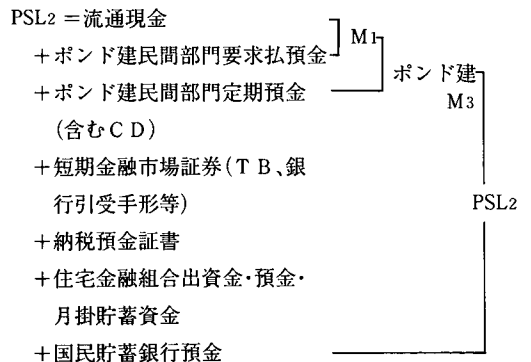 PSL2＝流通現金
＋ポンド建民間部門要求払預金
M1
＋ポンド建民間部門定期預金
（含むＣＤ）
ポンド建
M3
＋短期金融市場証券（ＴＢ、銀
行引受手形等）
PSL2
＋納税預金証書
＋住宅金融組合出資金・預金・
月掛貯蓄資金
＋国民貯蓄銀行預金